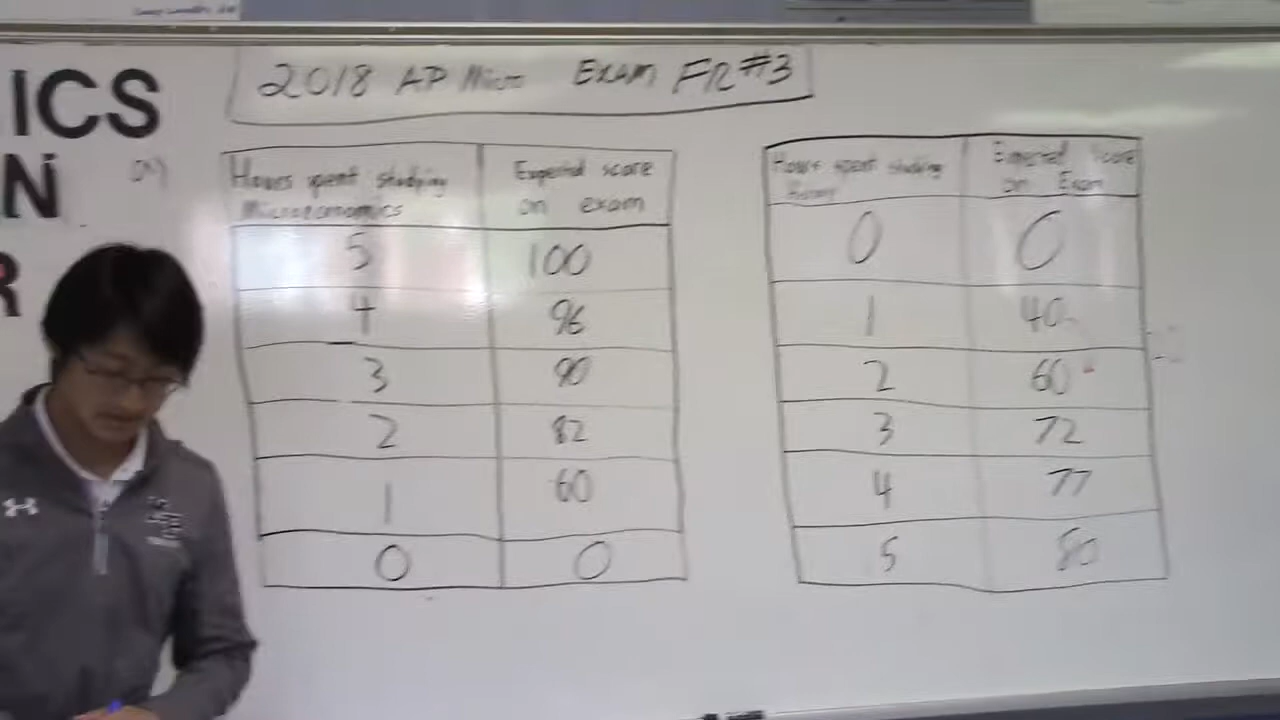 ICS
N
R
2018 AP Micro Exam FR #3
Hours spent studying Expected score
Microeconomics on exam
5 100
4 96
3 90
2 82
1 60
0 0
Hours spent studying Expected Score
History on Exam
0 0
1 40
2 60
3 72
4 77
5 80